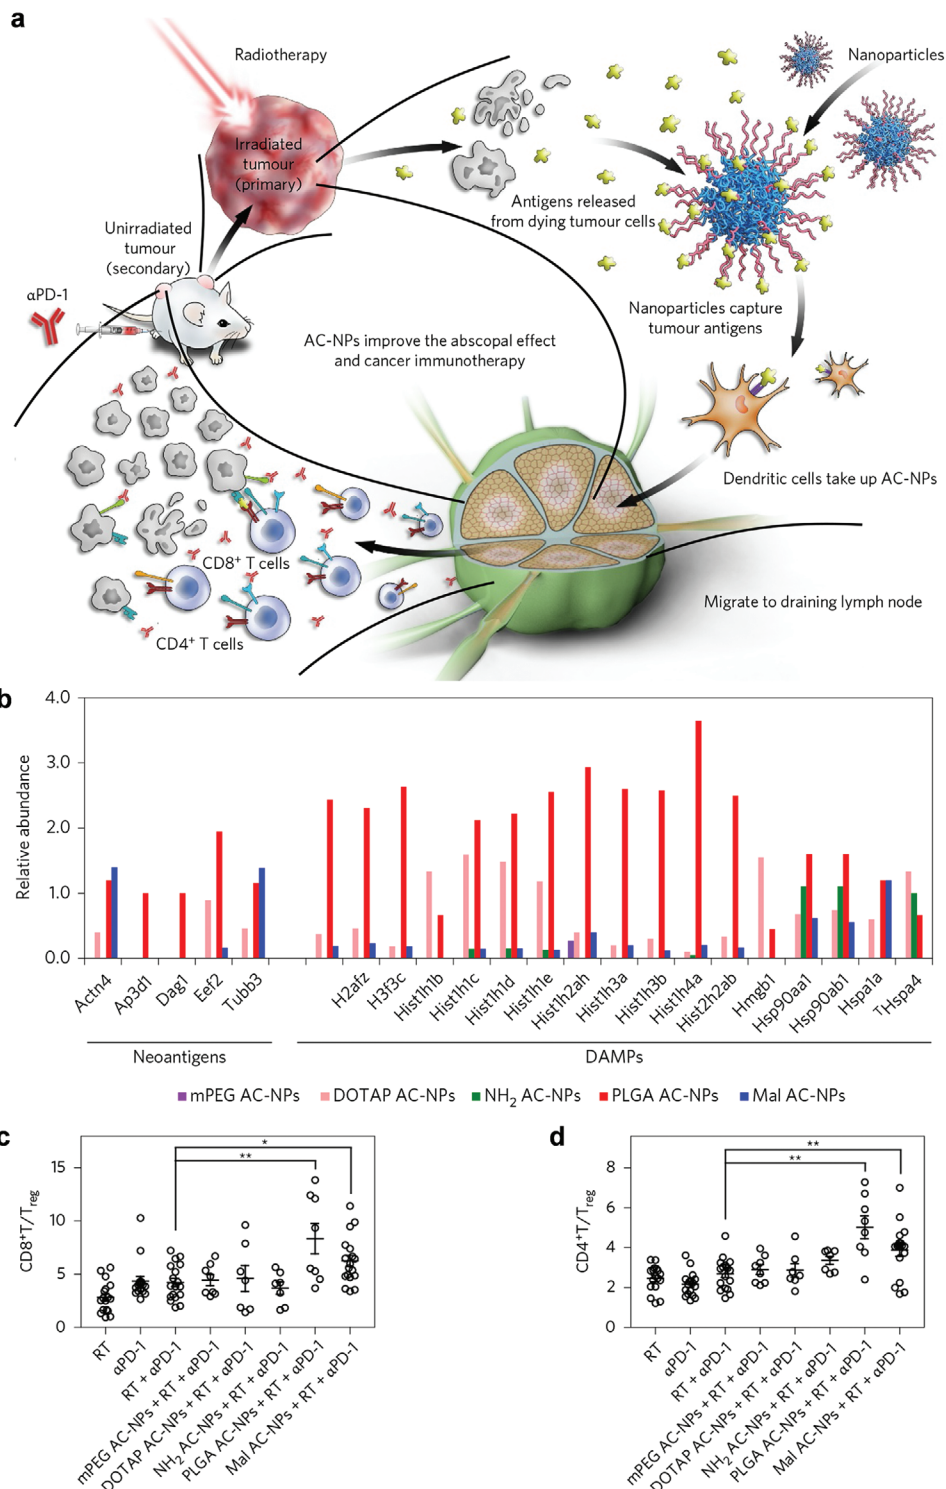 a
Radiotherapy
Nanoparticles
Irradiated
tumour
(primary)
Antigens released
from dying tumour cells
Unirradiated
tumour
(secondary)
αPD-1
Nanoparticles capture
tumour antigens
AC-NPs improve the abscopal effect
and cancer immunotherapy
Dendritic cells take up AC-NPs
CD8⁺ T cells
Migrate to draining lymph node
CD4⁺ T cells
b
4.0
3.0
2.0
1.0
0.0
Relative abundance
Actn4
Ap3d1
Dag1
Eef2
Tubb3
H2afz
H3f3c
Hist1h1b
Hist1h1c
Hist1h1d
Hist1h1e
Hist1h2ah
Hist1h3a
Hist1h3b
Hist1h4a
Hist2h2ab
Hmgb1
Hsp90aa1
Hsp90ab1
Hspa1a
THspa4
Neoantigens
DAMPs
mPEG AC-NPs
DOTAP AC-NPs
NH₂ AC-NPs
PLGA AC-NPs
Mal AC-NPs
c
*
**
15
10
5
0
CD8⁺T/Treg
RT
αPD-1
RT + αPD-1
mPEG AC-NPs + RT + αPD-1
DOTAP AC-NPs + RT + αPD-1
NH₂ AC-NPs + RT + αPD-1
PLGA AC-NPs + RT + αPD-1
Mal AC-NPs + RT + αPD-1
d
**
**
8
6
4
2
0
CD4⁺T/Treg
RT
αPD-1
RT + αPD-1
mPEG AC-NPs + RT + αPD-1
DOTAP AC-NPs + RT + αPD-1
NH₂ AC-NPs + RT + αPD-1
PLGA AC-NPs + RT + αPD-1
Mal AC-NPs + RT + αPD-1